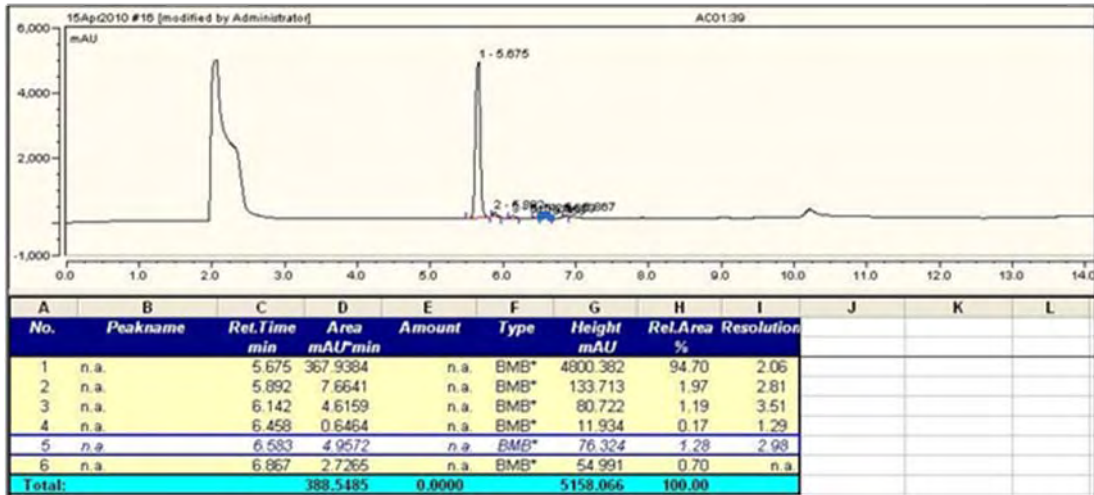 15Apr2010 #16 [modified by Administrator] AC01:39
6,000
mAU
1 - 5.675
4,000
2,000
2 - 5.892
-1,000
0.0 1.0 2.0 3.0 4.0 5.0 6.0 7.0 8.0 9.0 10.0 11.0 12.0 13.0 14.0
A B C D E F G H I J K L
No. Peakname Ret.Time Area Amount Type Height Rel.Area Resolution
min mAU*min mAU %
1 n.a. 5.675 367.9384 n.a. BMB* 4800.382 94.70 2.06
2 n.a. 5.892 7.6641 n.a. BMB* 133.713 1.97 2.81
3 n.a. 6.142 4.6159 n.a. BMB* 80.722 1.19 3.51
4 n.a. 6.458 0.6464 n.a. BMB* 11.934 0.17 1.29
5 n.a. 6.583 4.9572 n.a. BMB* 76.324 1.28 2.98
6 n.a. 6.867 2.7265 n.a. BMB* 54.991 0.70 n.a.
Total: 388.5485 0.0000 5158.066 100.00